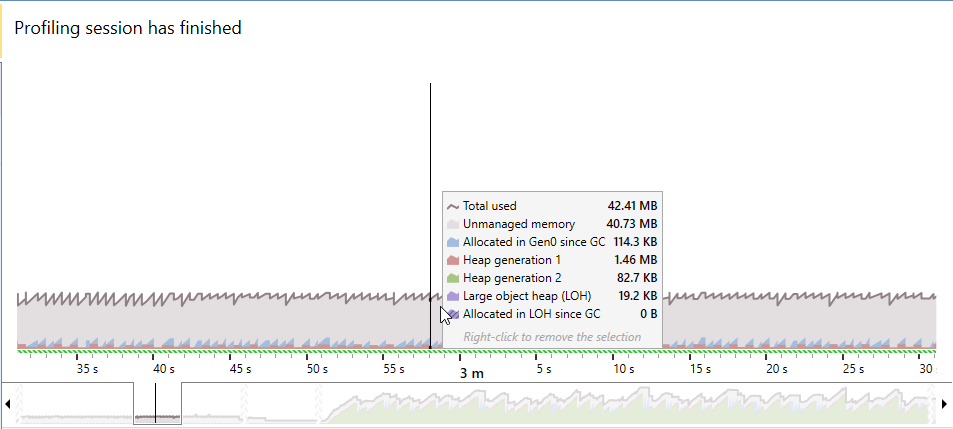 Profiling session has finished
Total used 42.41 MB
Unmanaged memory 40.73 MB
Allocated in Gen0 since GC 114.3 KB
Heap generation 1 1.46 MB
Heap generation 2 82.7 KB
Large object heap (LOH) 19.2 KB
Allocated in LOH since GC 0 B
Right-click to remove the selection
35 s 40 s 45 s 50 s 55 s 3 m 5 s 10 s 15 s 20 s 25 s 30